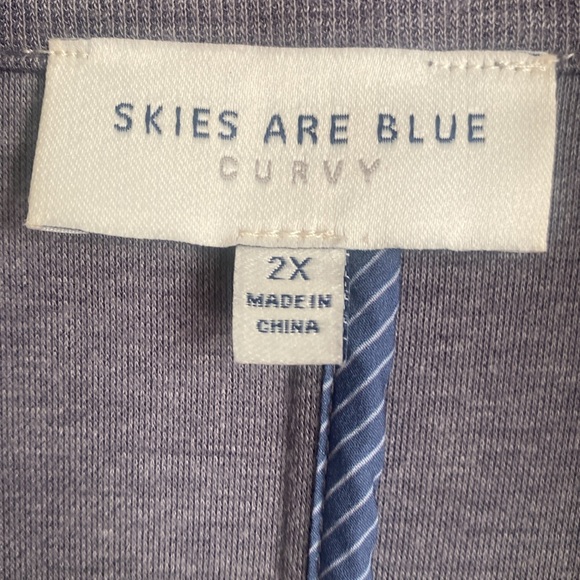 SKIES ARE BLUE
CURVY
2X
MADE IN
CHINA